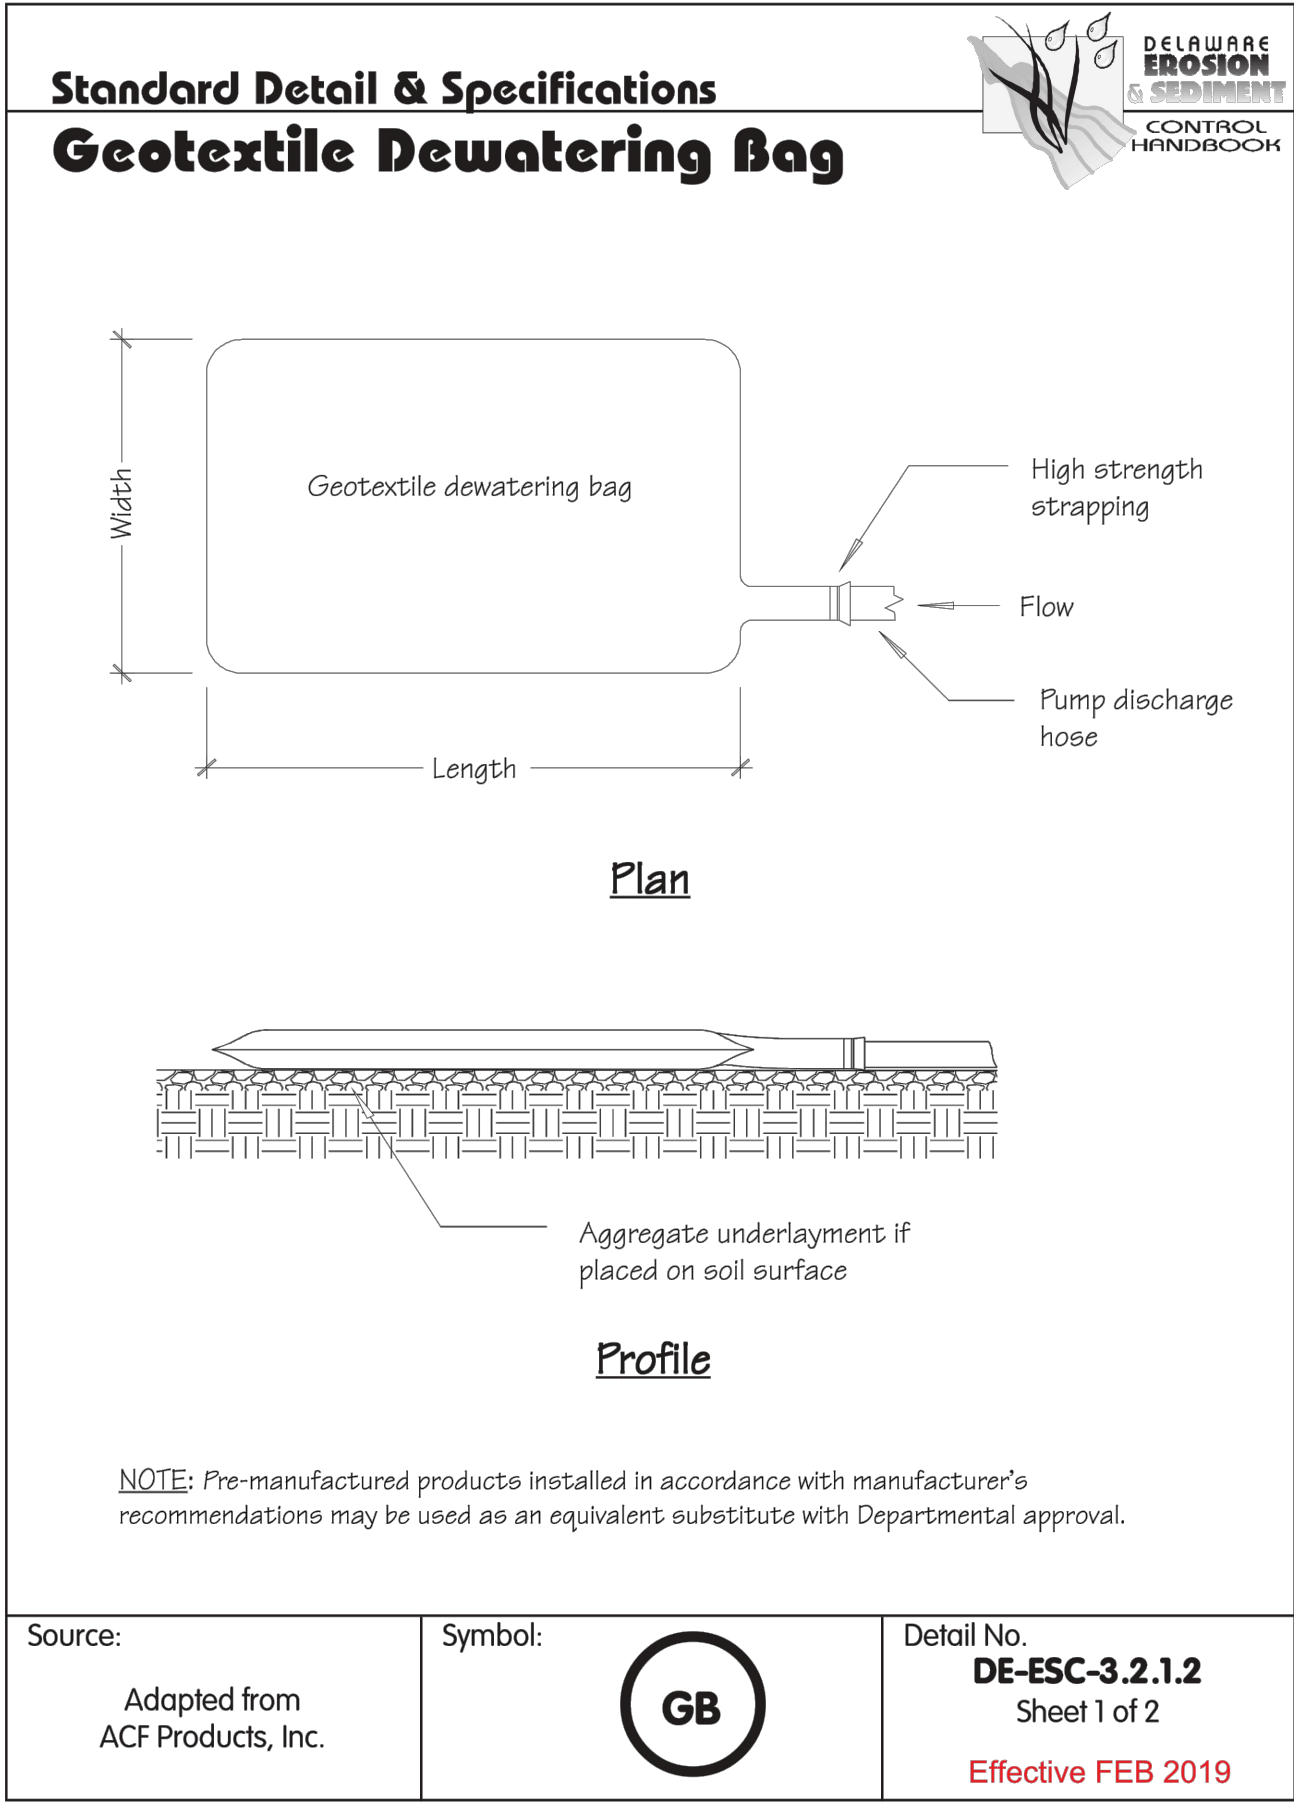 Standard Detail & Specifications
Geotextile Dewatering Bag
DELAWARE
EROSION
& SEDIMENT
CONTROL
HANDBOOK
Width
Geotextile dewatering bag
High strength
strapping
Flow
Pump discharge
hose
Length
Plan
Aggregate underlayment if
placed on soil surface
Profile
NOTE: Pre-manufactured products installed in accordance with manufacturer's
recommendations may be used as an equivalent substitute with Departmental approval.
Source:
Adapted from
ACF Products, Inc.
Symbol:
GB
Detail No.
DE-ESC-3.2.1.2
Sheet 1 of 2
Effective FEB 2019